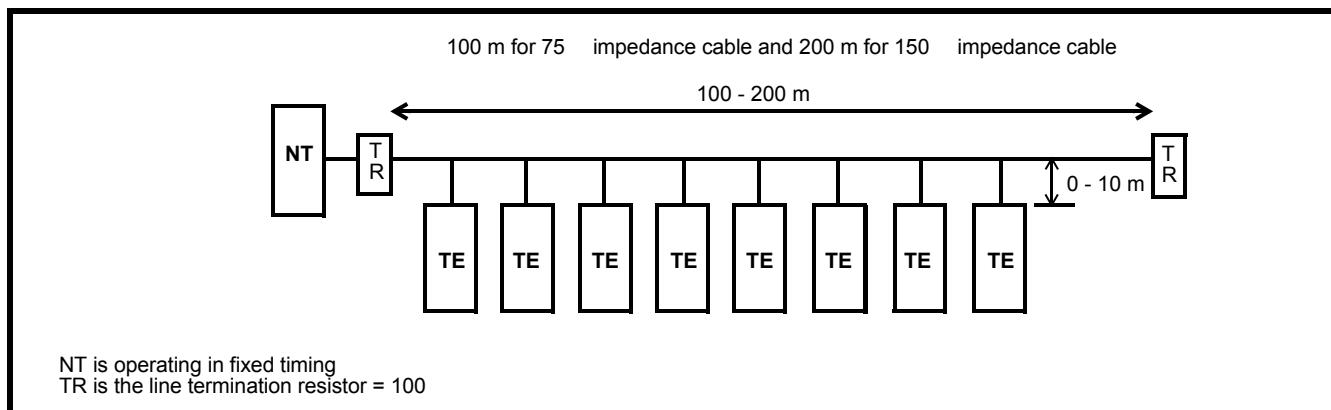 100 m for 75 impedance cable and 200 m for 150 impedance cable
100 - 200 m
NT
T
R
T
R
0 - 10 m
TE TE TE TE TE TE TE TE
NT is operating in fixed timing
TR is the line termination resistor = 100